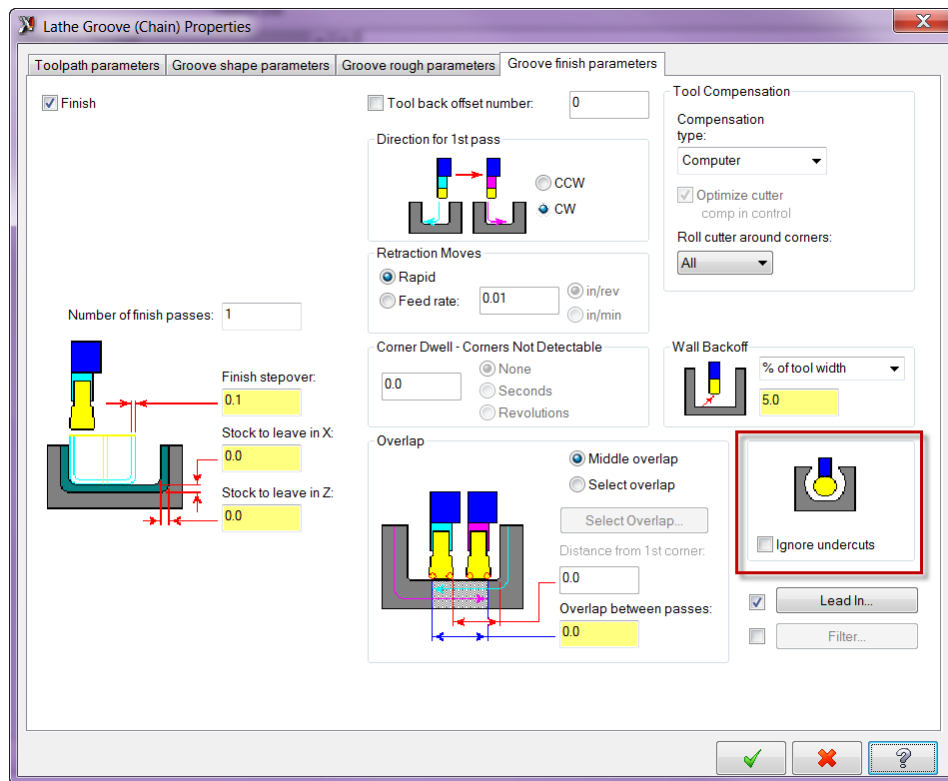 Lathe Groove (Chain) Properties
Toolpath parameters
Groove shape parameters
Groove rough parameters
Groove finish parameters
Finish
Number of finish passes: 1
Finish stepover:
0.1
Stock to leave in X:
0.0
Stock to leave in Z:
0.0
Tool back offset number: 0
Direction for 1st pass
CCW
CW
Retraction Moves
Rapid
Feed rate: 0.01
in/rev
in/min
Corner Dwell - Corners Not Detectable
0.0
None
Seconds
Revolutions
Overlap
Middle overlap
Select overlap
Select Overlap...
Distance from 1st corner:
0.0
Overlap between passes:
0.0
Tool Compensation
Compensation
type:
Computer
Optimize cutter
comp in control
Roll cutter around corners:
All
Wall Backoff
% of tool width
5.0
Ignore undercuts
Lead In...
Filter...